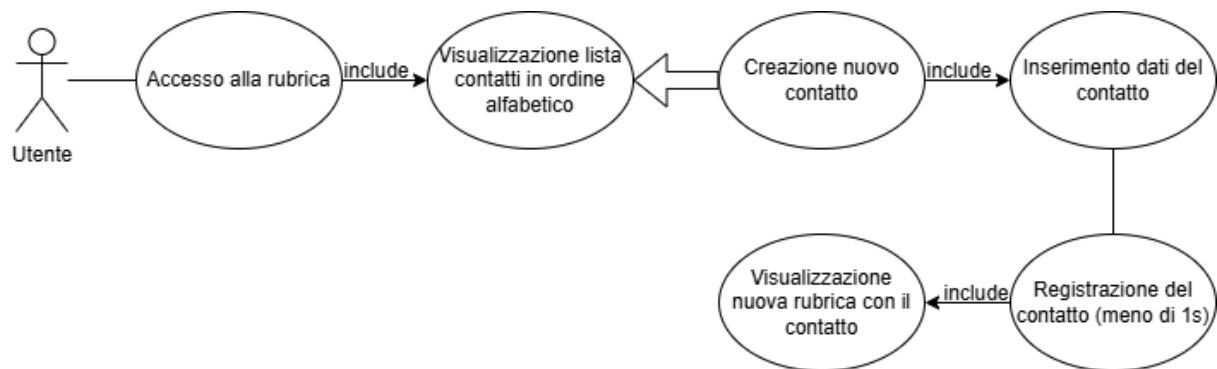 Utente
Accesso alla rubrica
include
Visualizzazione lista
contatti in ordine
alfabetico
Creazione nuovo
contatto
include
Inserimento dati del
contatto
Visualizzazione
nuova rubrica con il
contatto
include
Registrazione del
contatto (meno di 1s)